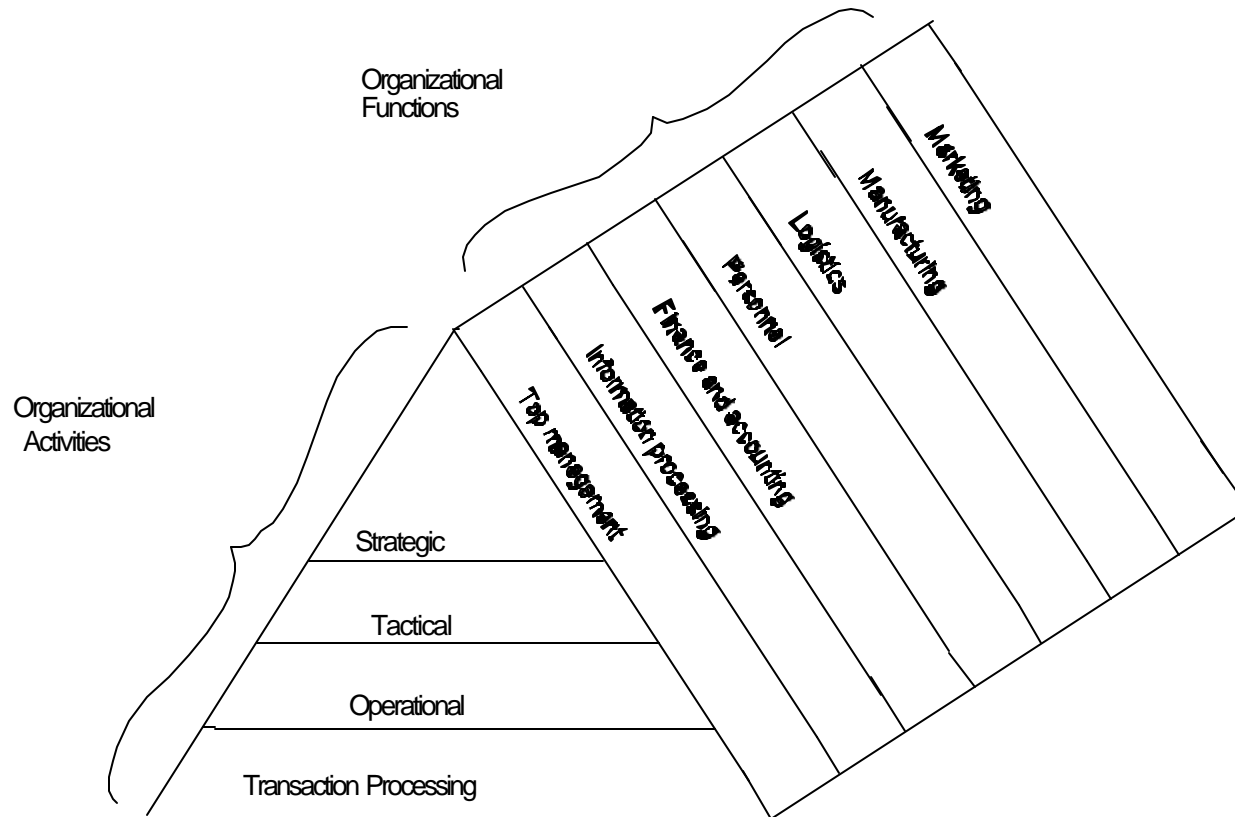 Organizational
Functions
Marketing
Manufacturing
Logistics
Personnel
Finance and accounting
Information processing
Top management
Organizational
Activities
Strategic
Tactical
Operational
Transaction Processing